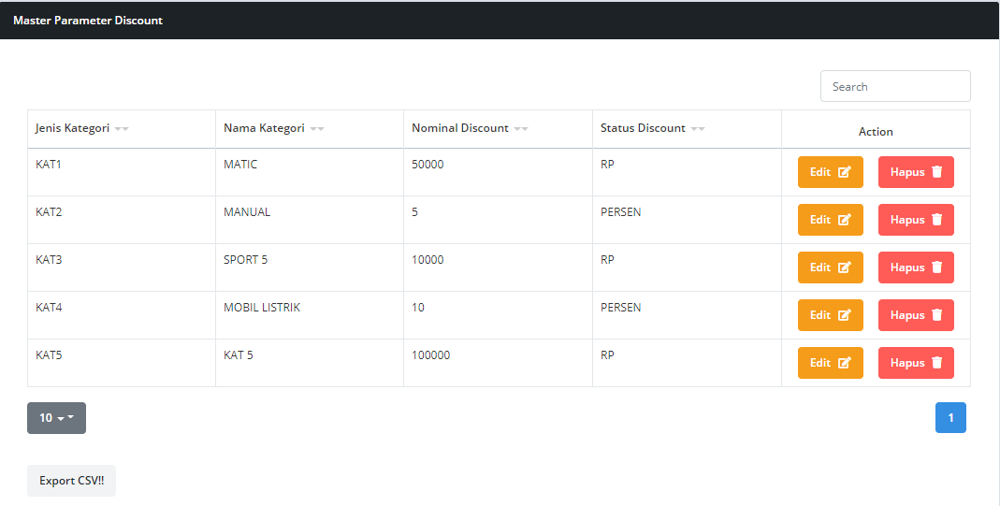 Master Parameter Discount
Search
Jenis Kategori Nama Kategori Nominal Discount Status Discount Action
KAT1 MATIC 50000 RP Edit Hapus
KAT2 MANUAL 5 PERSEN Edit Hapus
KAT3 SPORT 5 10000 RP Edit Hapus
KAT4 MOBIL LISTRIK 10 PERSEN Edit Hapus
KAT5 KAT 5 100000 RP Edit Hapus
10 1
Export CSV!!